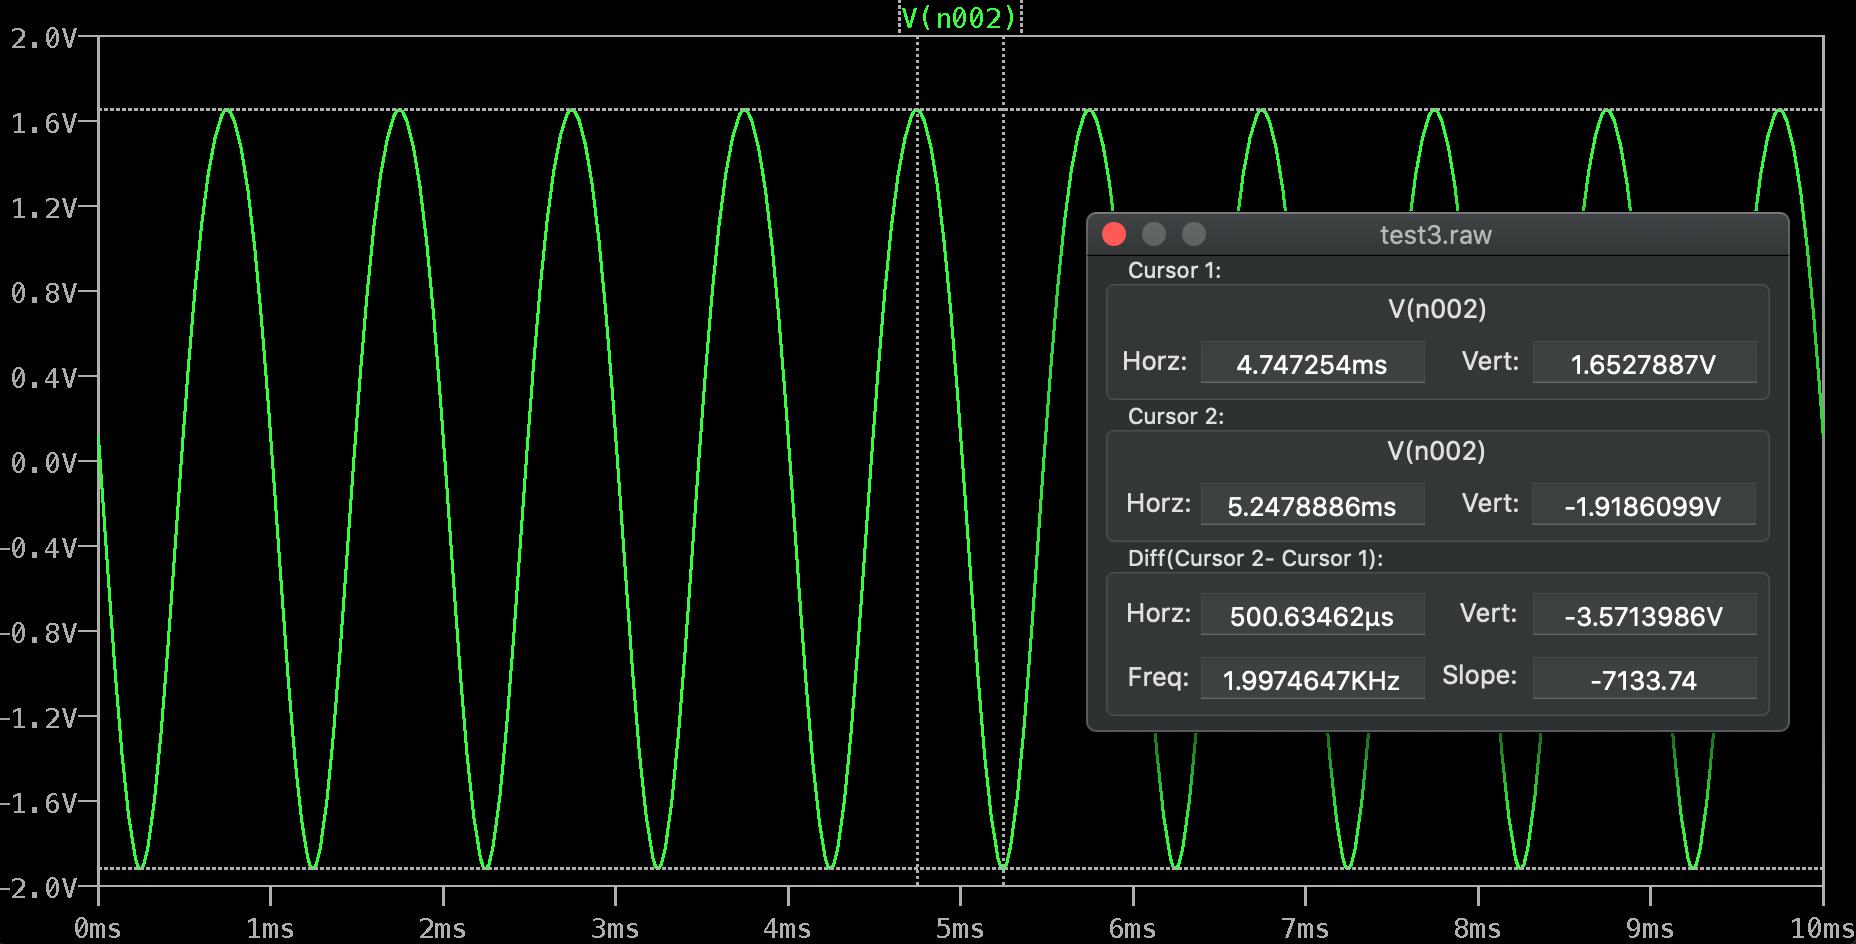 V(n002)
2.0V
1.6V
1.2V
0.8V
0.4V
0.0V
-0.4V
-0.8V
-1.2V
-1.6V
-2.0V
0ms 1ms 2ms 3ms 4ms 5ms 6ms 7ms 8ms 9ms 10ms
test3.raw
Cursor 1:
V(n002)
Horz: 4.747254ms Vert: 1.6527887V
Cursor 2:
V(n002)
Horz: 5.2478886ms Vert: -1.9186099V
Diff(Cursor 2- Cursor 1):
Horz: 500.63462µs Vert: -3.5713986V
Freq: 1.9974647KHz Slope: -7133.74